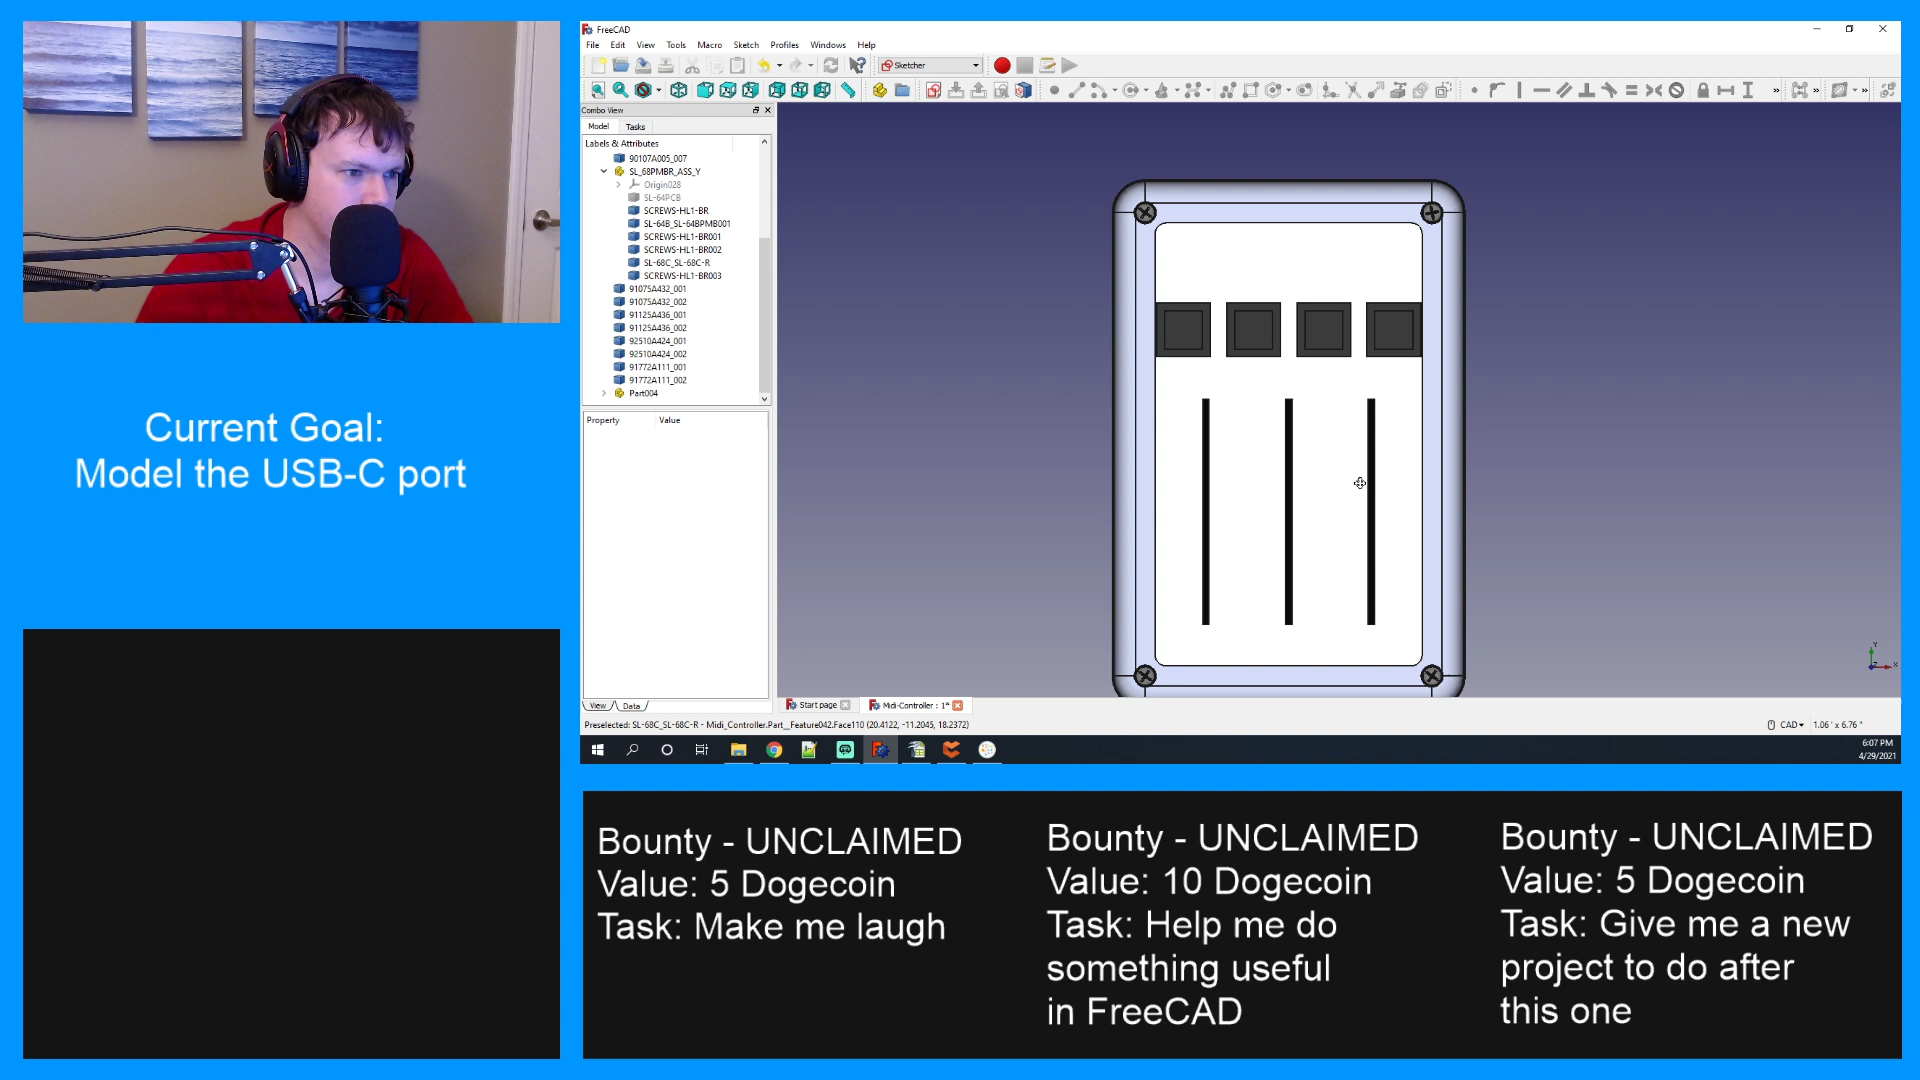 FreeCAD
File Edit View Tools Macro Sketch Profiles Windows Help
Sketcher
Combo View
Model Tasks
Labels & Attributes
90107A005_007
SL_68PMBR_ASS_Y
Origin028
SL-64PCB
SCREWS-HL1-BR
SL-64B_SL-64BPMB001
SCREWS-HL1-BR001
SCREWS-HL1-BR002
SL-68C_SL-68C-R
SCREWS-HL1-BR003
91075A432_001
91075A432_002
91125A436_001
91125A436_002
92510A424_001
92510A424_002
91772A111_001
91772A111_002
Part004
Property Value
View Data
Start page
Midi-Controller : 1*
Preselected: SL-68C_SL-68C-R - Midi_Controller.Part__Feature042.Face110 (20.4122, -11.2045, 18.2372)
CAD
1.06 ' x 6.76 "
6:07 PM
4/29/2021
Y
X
Z
Current Goal:
Model the USB-C port
Bounty - UNCLAIMED
Value: 5 Dogecoin
Task: Make me laugh
Bounty - UNCLAIMED
Value: 10 Dogecoin
Task: Help me do
something useful
in FreeCAD
Bounty - UNCLAIMED
Value: 5 Dogecoin
Task: Give me a new
project to do after
this one